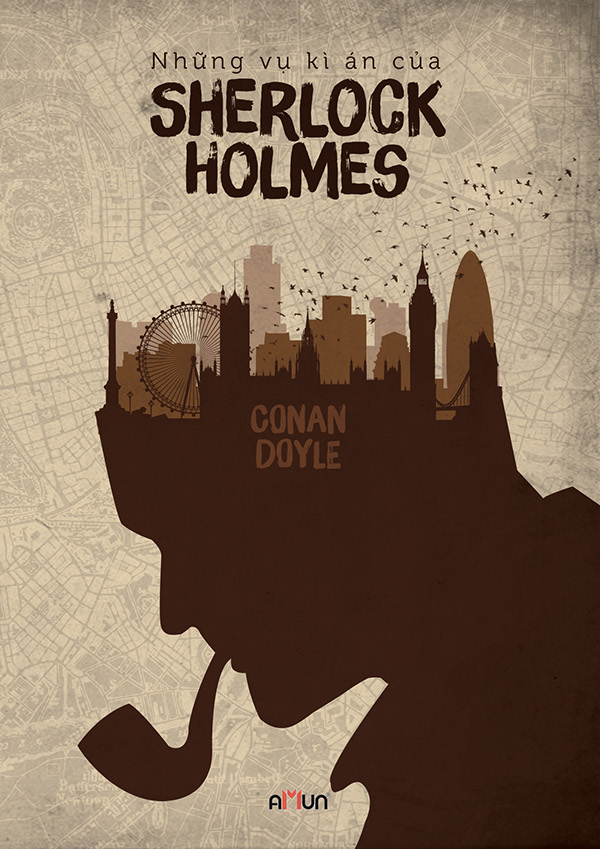 Những vụ kì án của
SHERLOCK
HOLMES
CONAN
DOYLE
AMUN